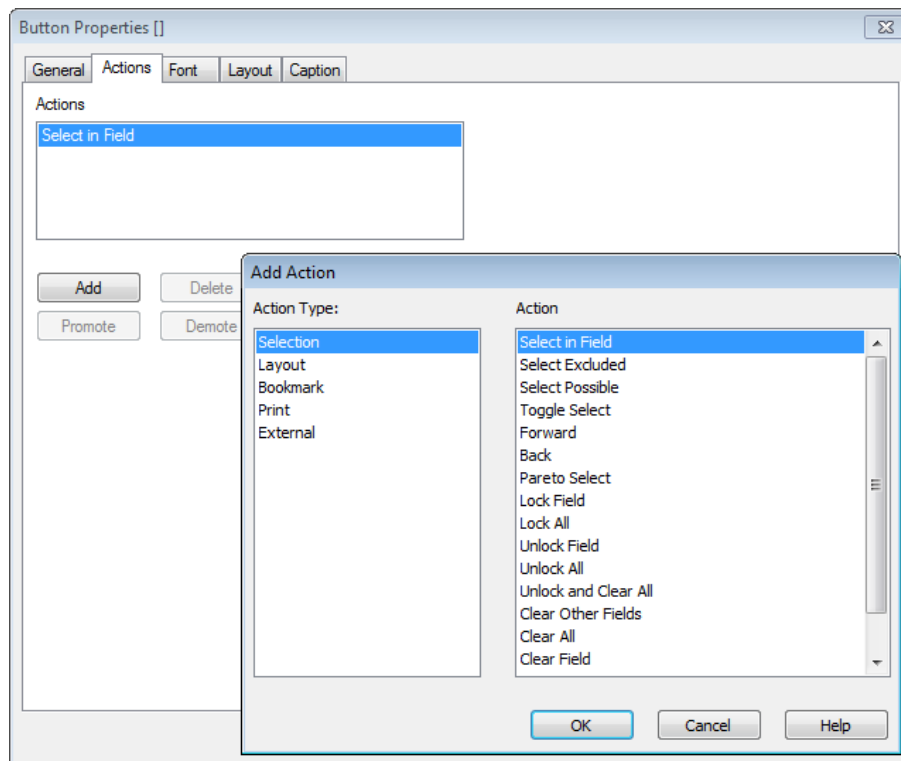 Button Properties []
General Actions Font Layout Caption
Actions
Select in Field
Add Delete
Promote Demote
Add Action
Action Type:
Selection
Layout
Bookmark
Print
External
Action
Select in Field
Select Excluded
Select Possible
Toggle Select
Forward
Back
Pareto Select
Lock Field
Lock All
Unlock Field
Unlock All
Unlock and Clear All
Clear Other Fields
Clear All
Clear Field
OK Cancel Help